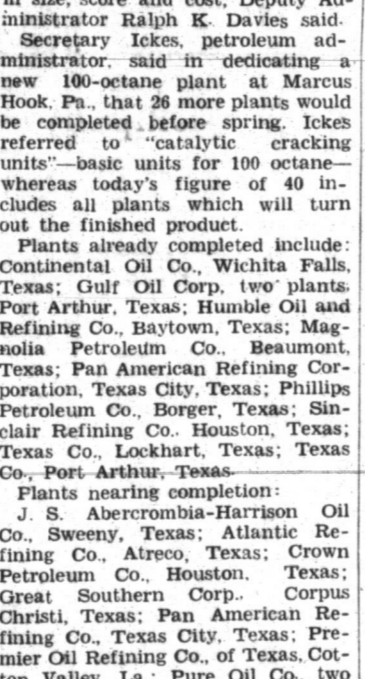 in size, score and cost, Deputy Ad-
ministrator Ralph K. Davies said.
Secretary Ickes, petroleum ad-
ministrator, said in dedicating a
new 100-octane plant at Marcus
Hook, Pa., that 26 more plants would
be completed before spring. Ickes
referred to "catalytic cracking
units"—basic units for 100 octane—
whereas today's figure of 40 in-
cludes all plants which will turn
out the finished product.
Plants already completed include:
Continental Oil Co., Wichita Falls,
Texas; Gulf Oil Corp, two plants,
Port Arthur, Texas; Humble Oil and
Refining Co., Baytown, Texas; Mag-
nolia Petroleum Co., Beaumont,
Texas; Pan American Refining Cor-
poration, Texas City, Texas; Phillips
Petroleum Co., Borger, Texas; Sin-
clair Refining Co.. Houston, Texas;
Texas Co., Lockhart, Texas; Texas
Co., Port Arthur, Texas.
Plants nearing completion:
J. S. Abercrombia-Harrison Oil
Co., Sweeny, Texas; Atlantic Re-
fining Co., Atreco, Texas; Crown
Petroleum Co., Houston, Texas;
Great Southern Corp.. Corpus
Christi, Texas; Pan American Re-
fining Co., Texas City, Texas; Pre-
mier Oil Refining Co., of Texas, Cot-
ton Valley, La.; Pure Oil Co., two